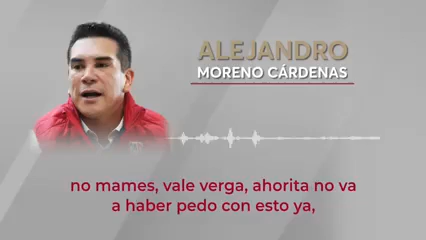 ALEJANDRO
MORENO CÁRDENAS
no mames, vale verga, ahorita no va
a haber pedo con esto ya,